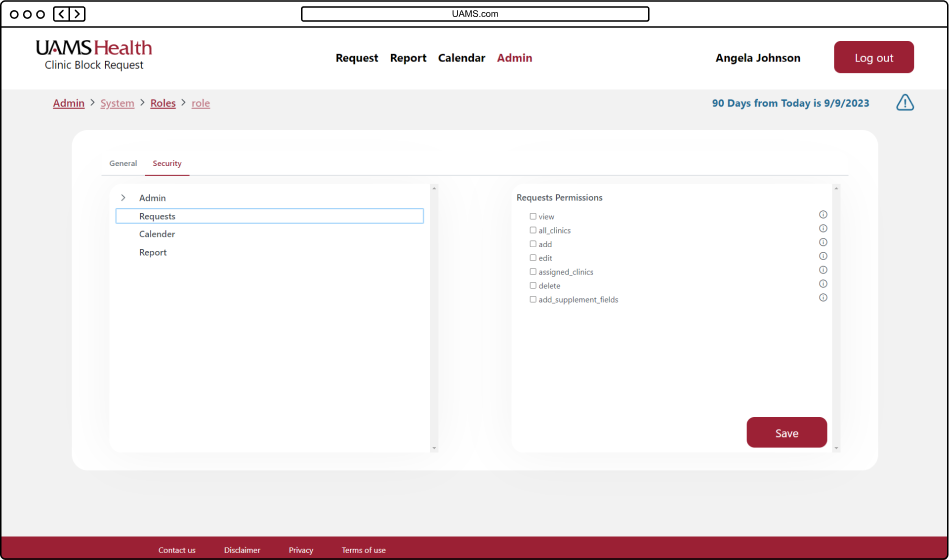 UAMS.com
UAMSHealth
Clinic Block Request
Request Report Calendar Admin
Angela Johnson
Log out
Admin > System > Roles > role
90 Days from Today is 9/9/2023
General Security
Admin
Requests
Calender
Report
Requests Permissions
view
all_clinics
add
edit
assigned_clinics
delete
add_supplement_fields
Save
Contact us Disclaimer Privacy Terms of use